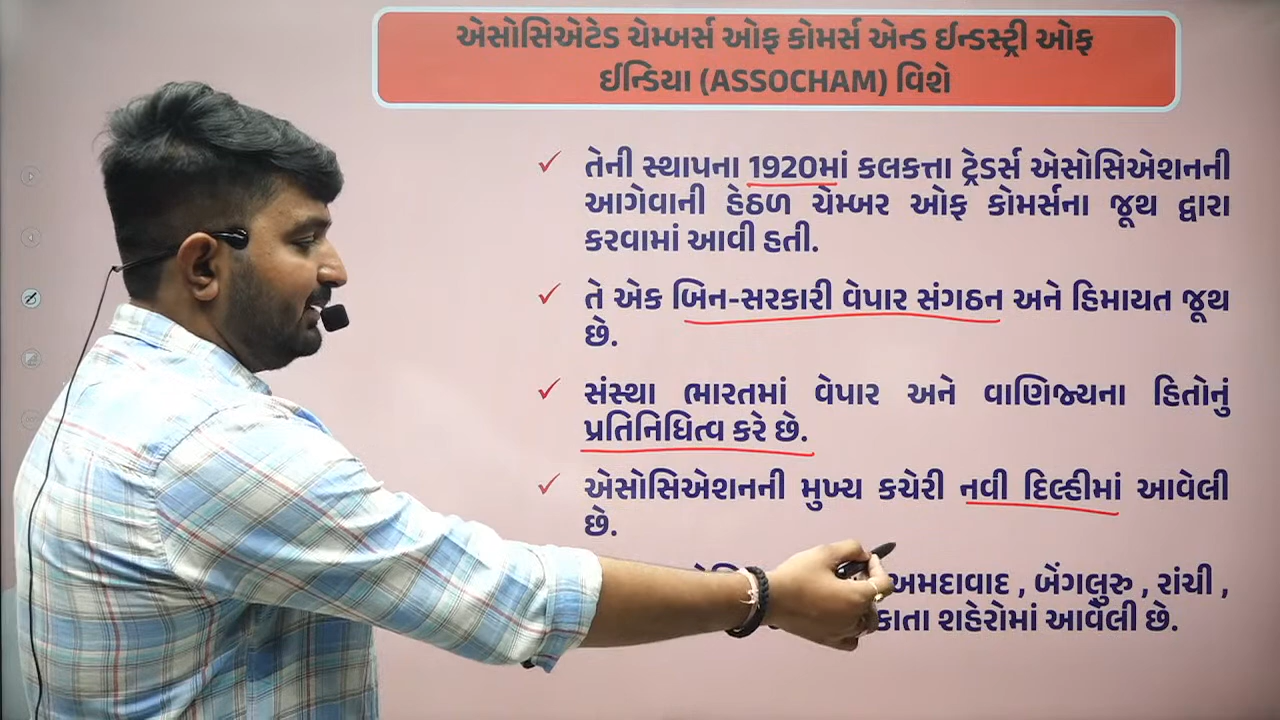 એસોસિએટેડ ચેમ્બર્સ ઓફ કોમર્સ એન્ડ ઈન્ડસ્ટ્રી ઓફ
ઈન્ડિયા (ASSOCHAM) વિશે
તેની સ્થાપના 1920માં કલકત્તા ટ્રેડર્સ એસોસિએશનની
આગેવાની હેઠળ ચેમ્બર ઓફ કોમર્સના જૂથ દ્વારા
કરવામાં આવી હતી.
તે એક બિન-સરકારી વેપાર સંગઠન અને હિમાયત જૂથ
છે.
સંસ્થા ભારતમાં વેપાર અને વાણિજ્યના હિતોનું
પ્રતિનિધિત્વ કરે છે.
એસોસિએશનની મુખ્ય કચેરી નવી દિલ્હીમાં આવેલી
છે.
અમદાવાદ , બેંગલુરુ , રાંચી ,
શહેરોમાં આવેલી છે.